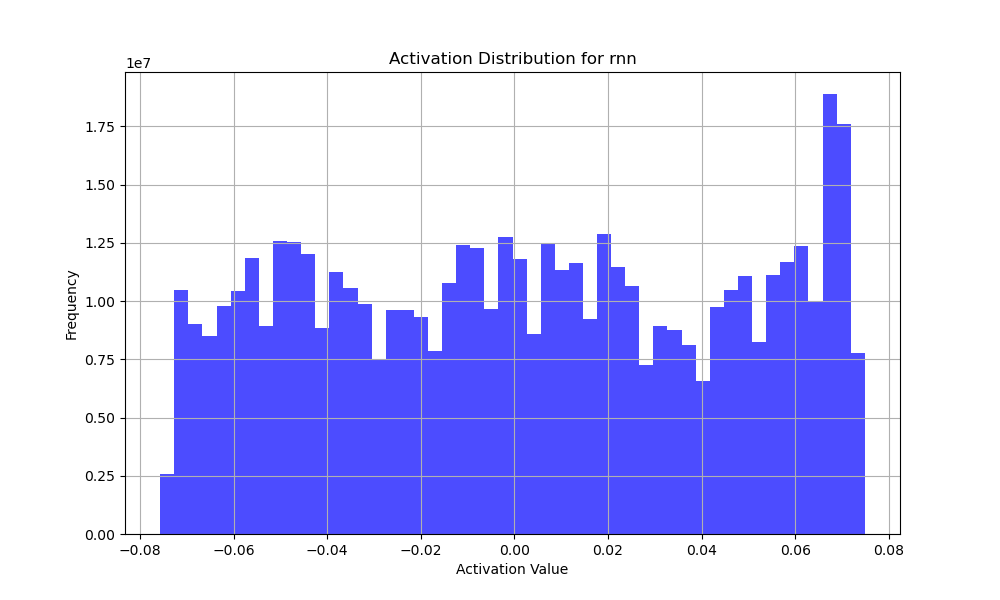 Activation Distribution for rnn
1e7
1.75
1.50
1.25
1.00
0.75
0.50
0.25
0.00
Frequency
−0.08 −0.06 −0.04 −0.02 0.00 0.02 0.04 0.06 0.08
Activation Value